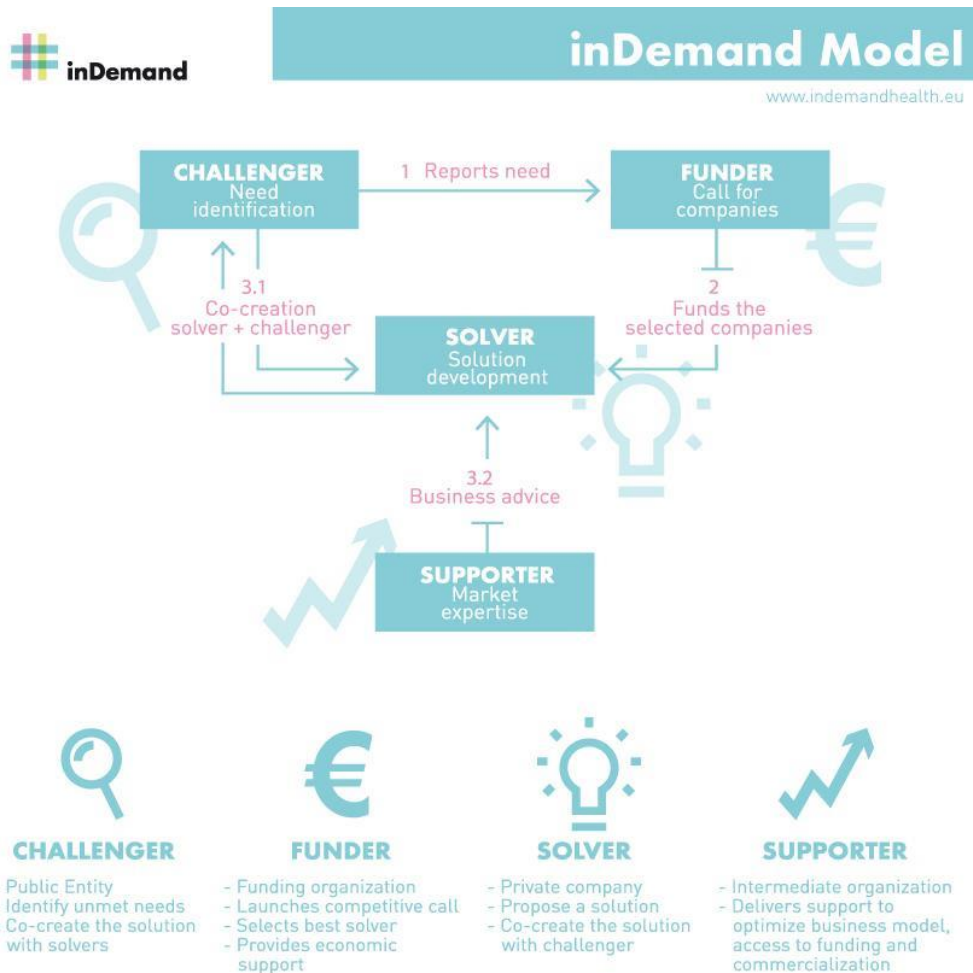 inDemand
inDemand Model
www.indemandhealth.eu
CHALLENGER
Need
identification
1 Reports need
FUNDER
Call for
companies
3.1
Co-creation
solver + challenger
2
Funds the
selected companies
SOLVER
Solution
development
3.2
Business advice
SUPPORTER
Market
expertise
€
€
CHALLENGER
Public Entity
Identify unmet needs
Co-create the solution
with solvers
FUNDER
- Funding organization
- Launches competitive call
- Selects best solver
- Provides economic
support
SOLVER
- Private company
- Propose a solution
- Co-create the solution
with challenger
SUPPORTER
- Intermediate organization
- Delivers support to
optimize business model,
access to funding and
commercialization